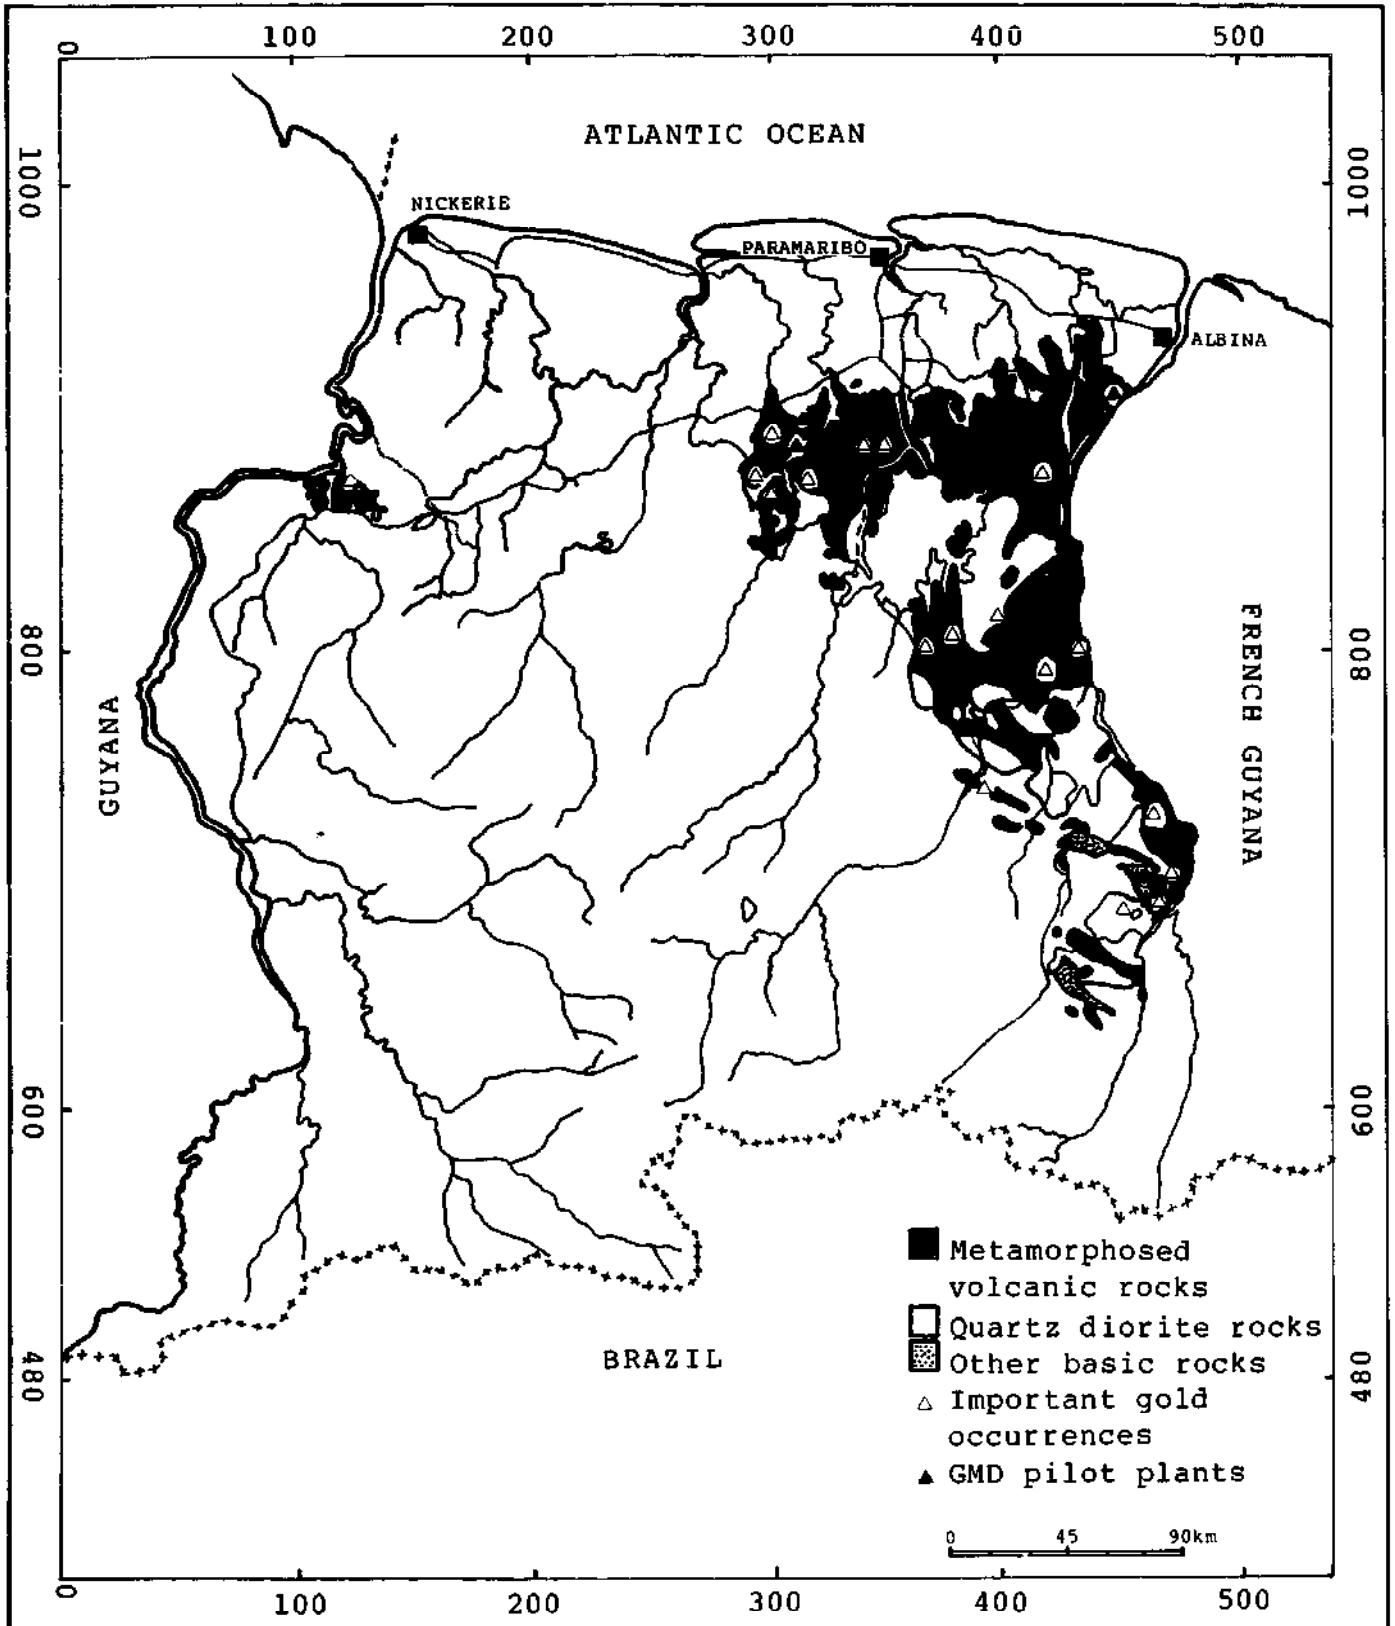 0 100 200 300 400 500
ATLANTIC OCEAN
1000 1000
NICKERIE
PARAMARIBO
ALBINA
800 800
GUYANA
FRENCH GUYANA
600 600
Metamorphosed
volcanic rocks
Quartz diorite rocks
BRAZIL
Other basic rocks
480 480
Important gold
occurrences
GMD pilot plants
0 45 90km
0 100 200 300 400 500